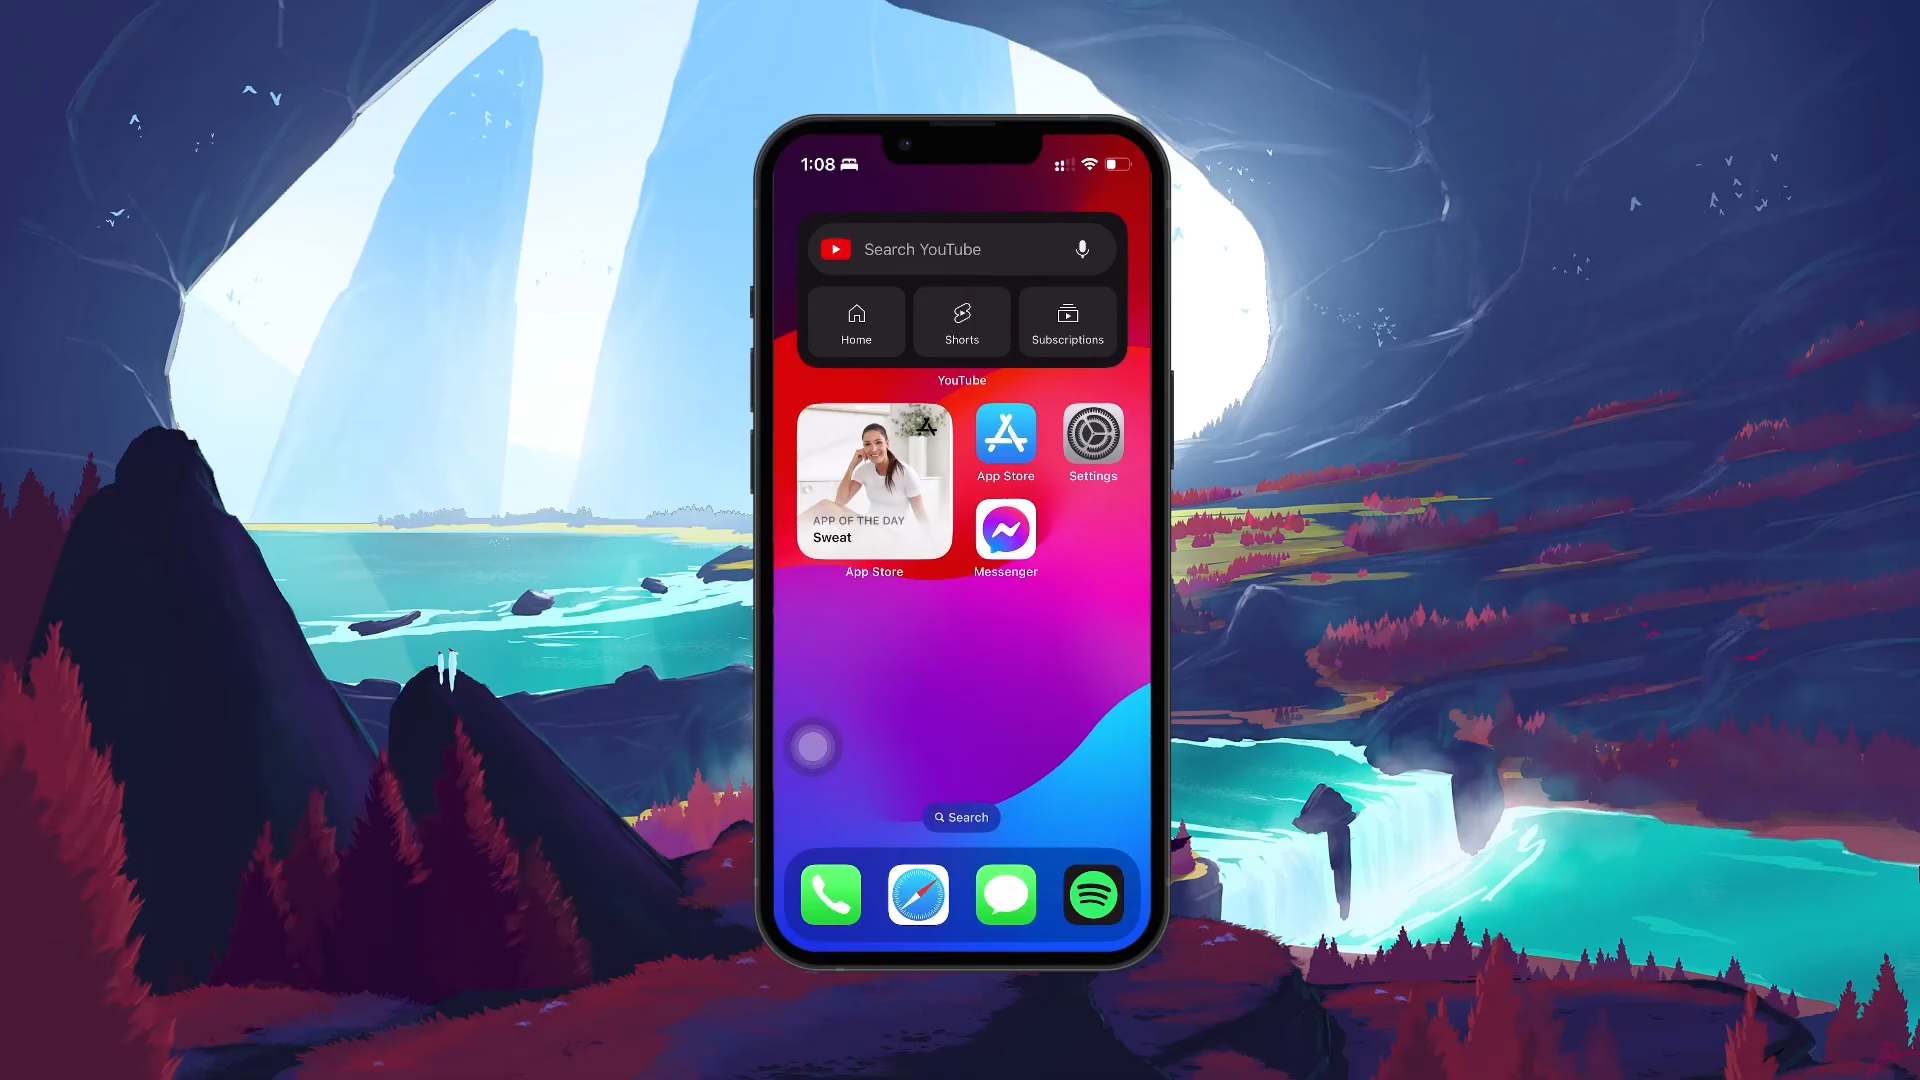 1:08
Search YouTube
Home
Shorts
Subscriptions
YouTube
APP OF THE DAY
Sweat
App Store
App Store
Settings
Messenger
Search